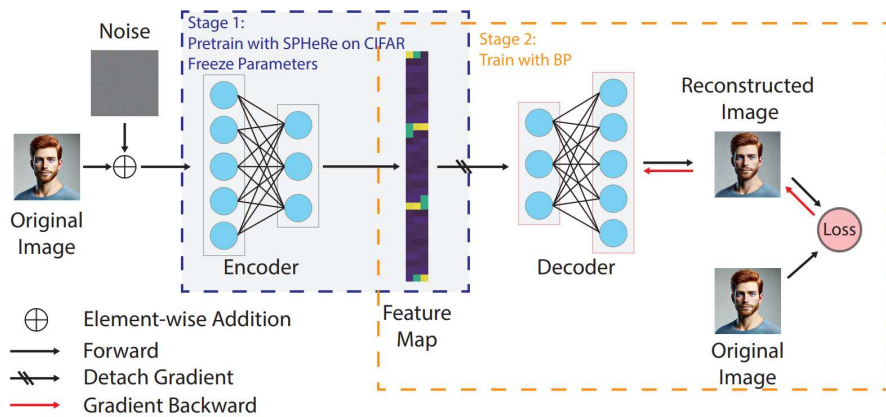 Noise
Original
Image
Stage 1:
Pretrain with SPHeRe on CIFAR
Freeze Parameters
Encoder
Feature
Map
Stage 2:
Train with BP
Decoder
Reconstructed
Image
Loss
Original
Image
Element-wise Addition
Forward
Detach Gradient
Gradient Backward